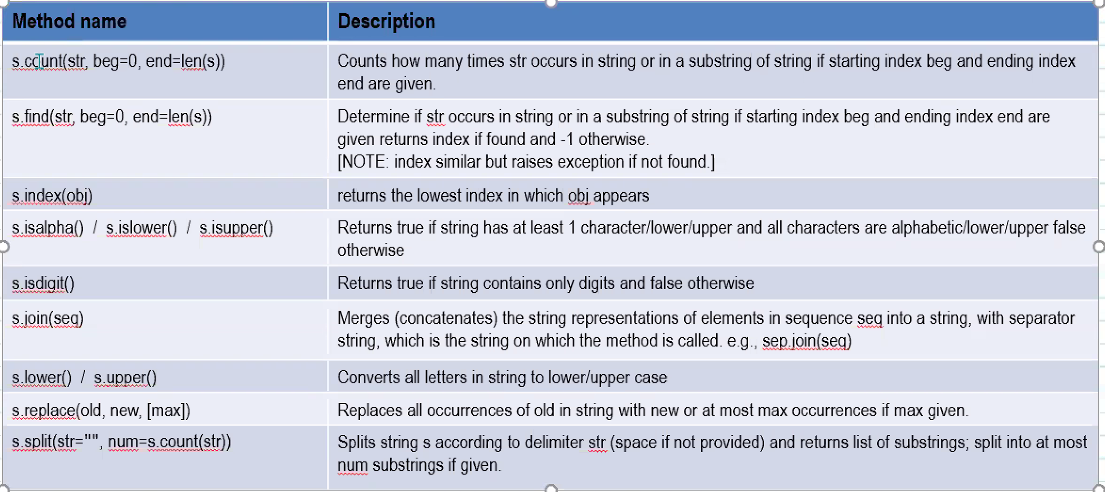 Method name Description
s.count(str, beg=0, end=len(s)) Counts how many times str occurs in string or in a substring of string if starting index beg and ending index
end are given.
s.find(str, beg=0, end=len(s)) Determine if str occurs in string or in a substring of string if starting index beg and ending index end are
given returns index if found and -1 otherwise.
[NOTE: index similar but raises exception if not found.]
s.index(obj) returns the lowest index in which obj appears
s.isalpha() / s.islower() / s.isupper() Returns true if string has at least 1 character/lower/upper and all characters are alphabetic/lower/upper false
otherwise
s.isdigit() Returns true if string contains only digits and false otherwise
s.join(seq) Merges (concatenates) the string representations of elements in sequence seq into a string, with separator
string, which is the string on which the method is called. e.g., sep.join(seq)
s.lower() / s.upper() Converts all letters in string to lower/upper case
s.replace(old, new, [max]) Replaces all occurrences of old in string with new or at most max occurrences if max given.
s.split(str="", num=s.count(str)) Splits string s according to delimiter str (space if not provided) and returns list of substrings; split into at most
num substrings if given.